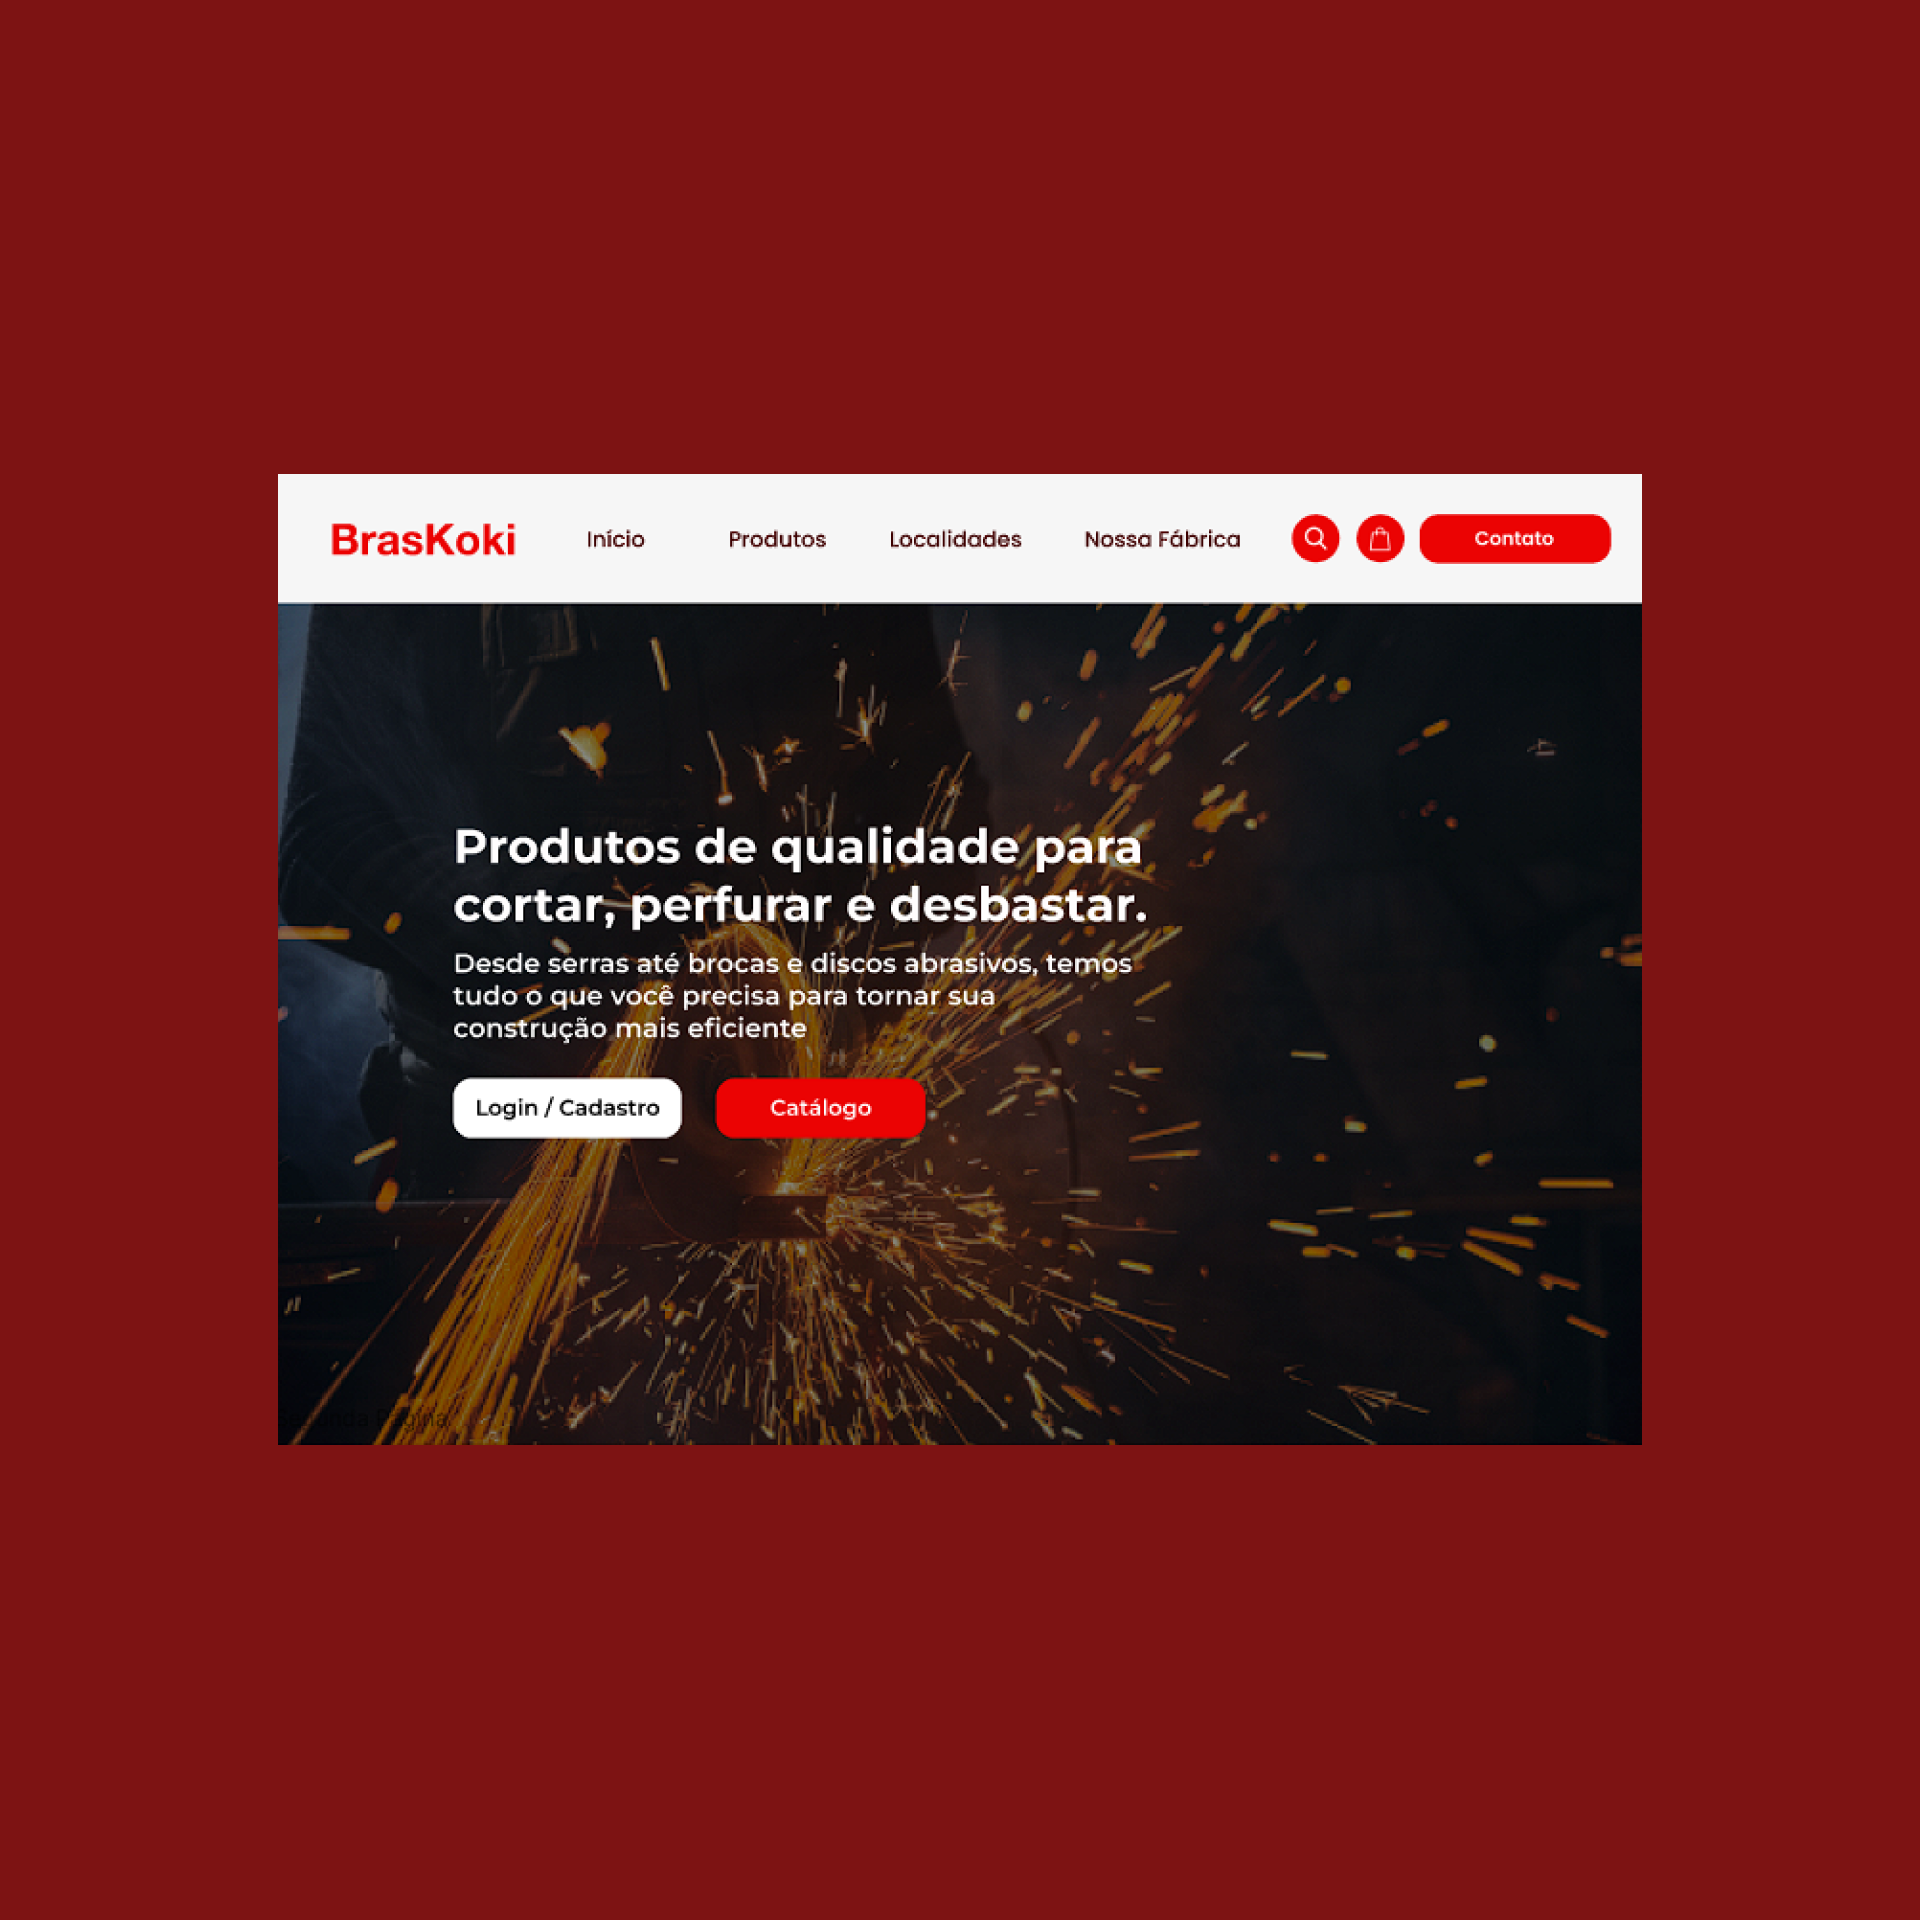 BrasKoki
Início
Produtos
Localidades
Nossa Fábrica
Contato
Produtos de qualidade para
cortar, perfurar e desbastar.
Desde serras até brocas e discos abrasivos, temos
tudo o que você precisa para tornar sua
construção mais eficiente
Login / Cadastro
Catálogo